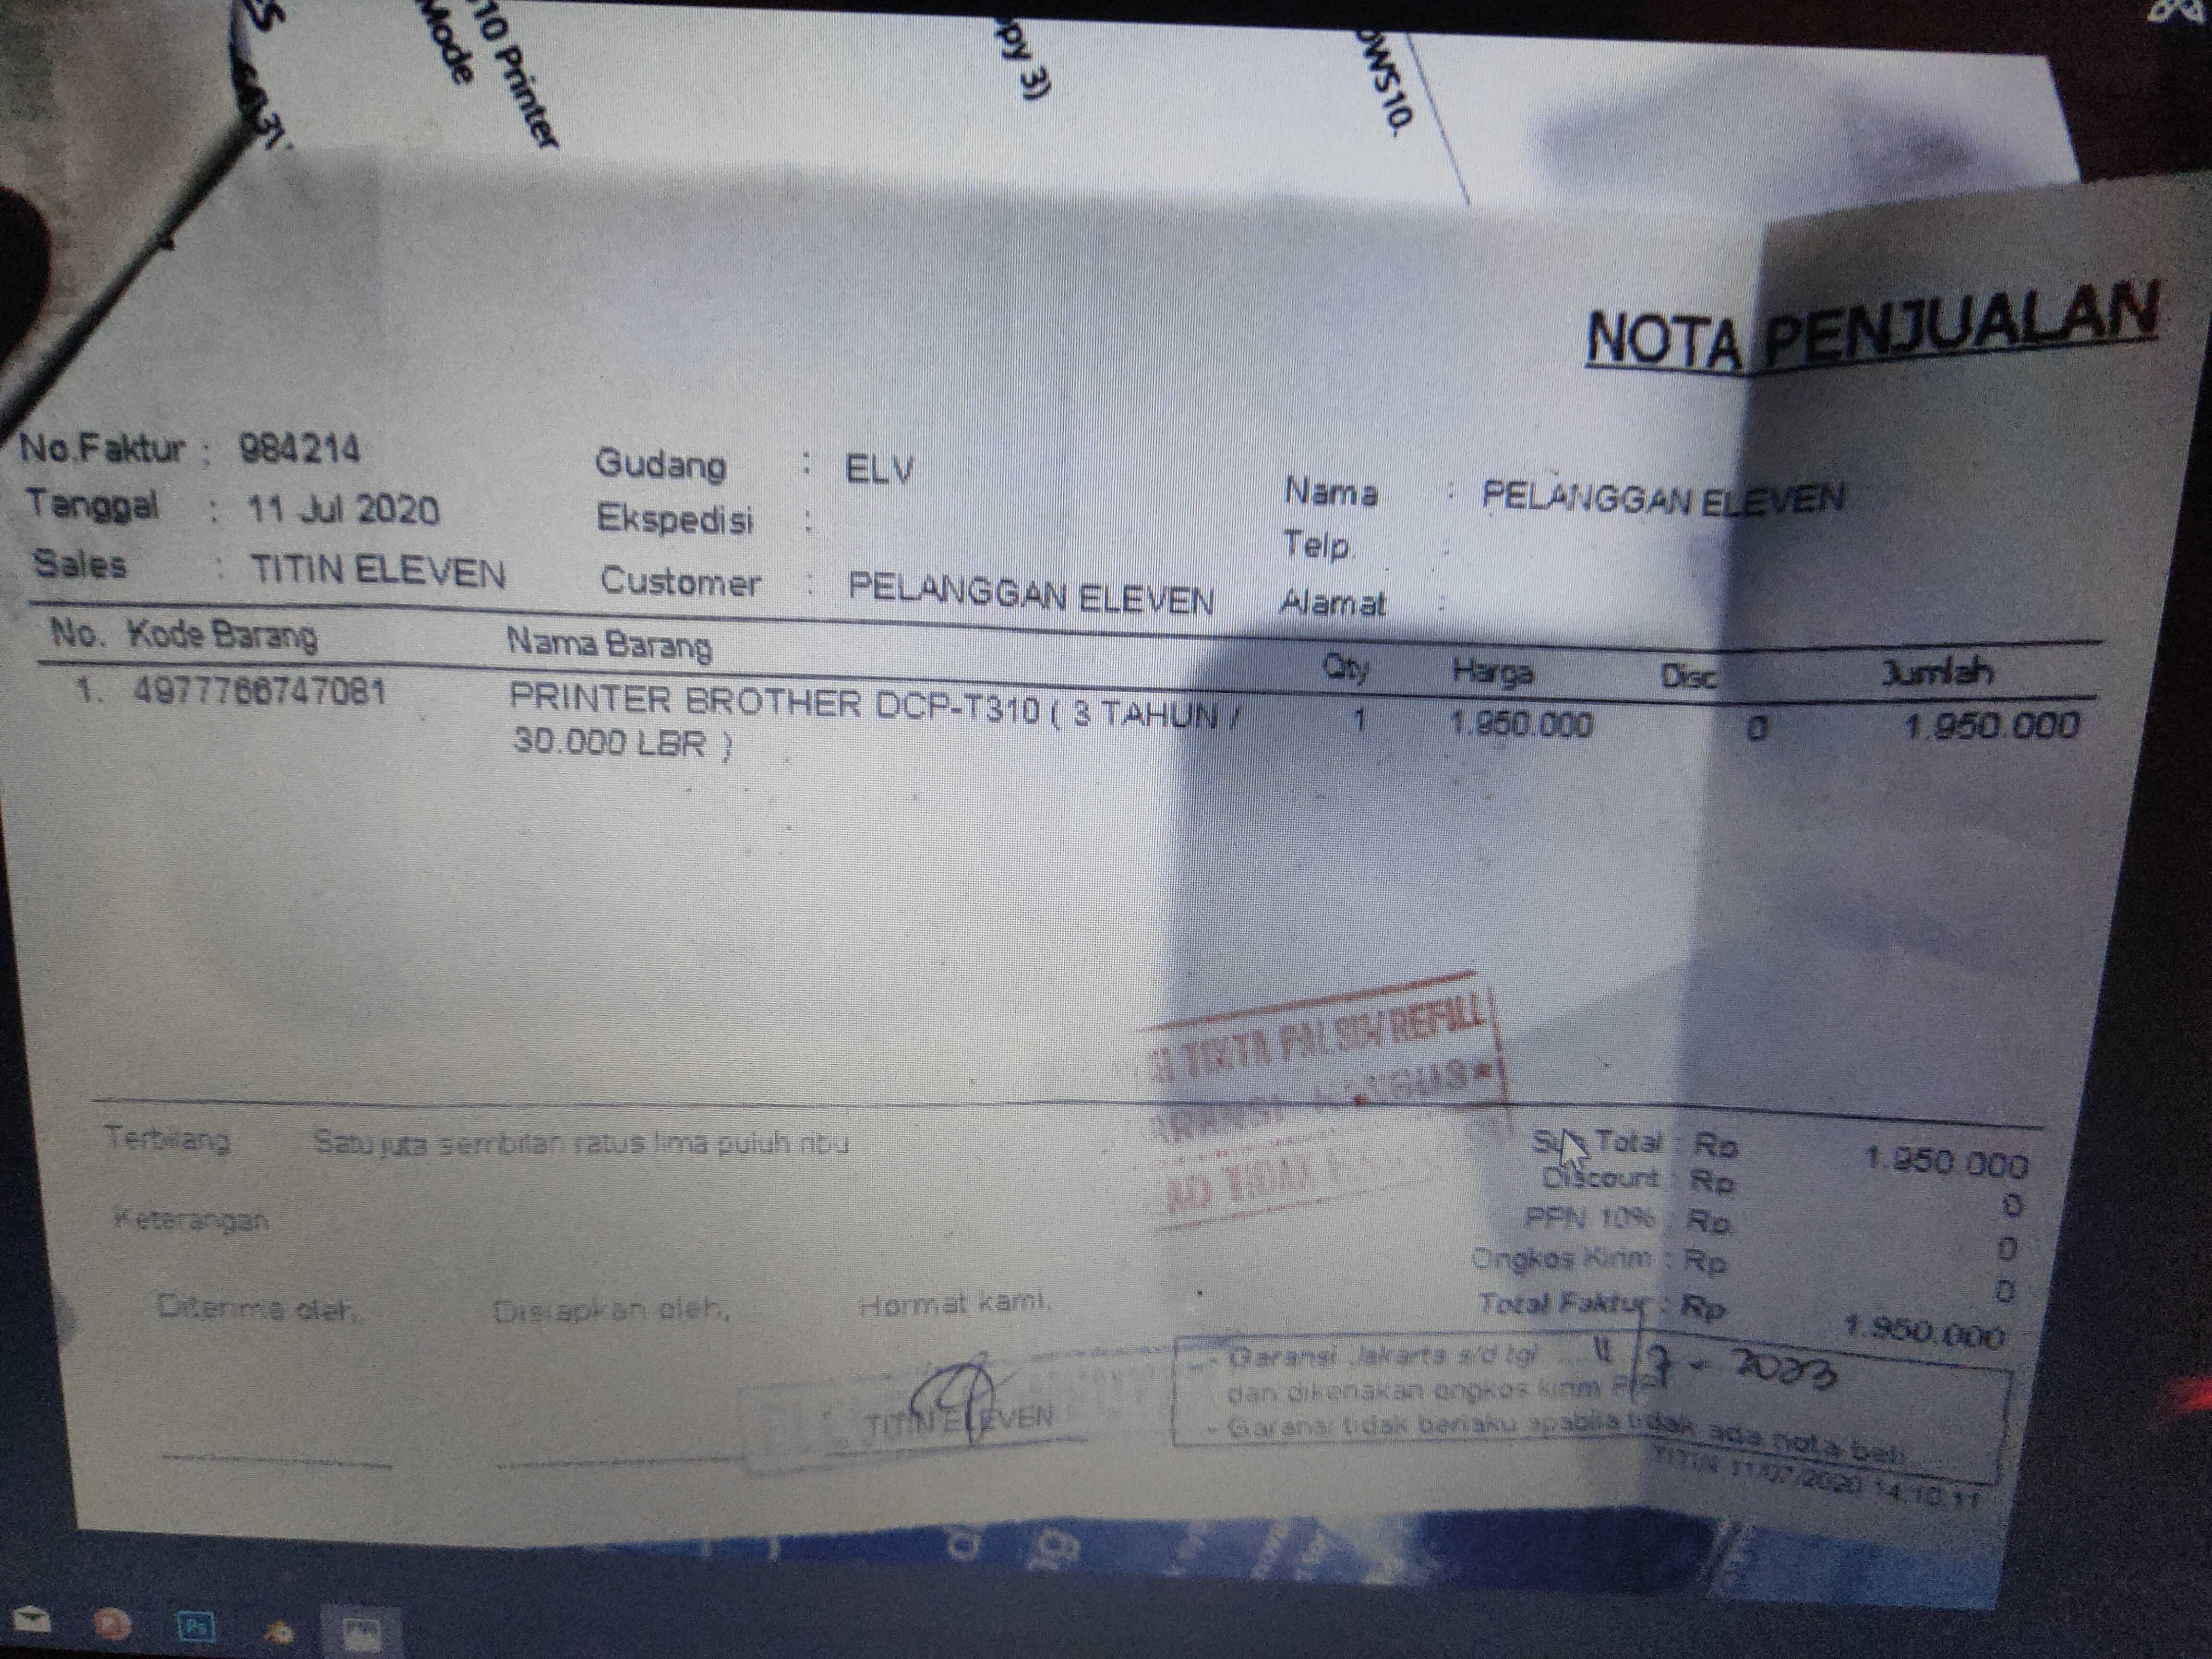 10 Printer
Mode
py 3)
OWS10.
NOTA PENJUALAN
No.Faktur : 984214 Gudang : ELV Nama : PELANGGAN ELEVEN
Tanggal : 11 Jul 2020 Ekspedisi : Telp. :
Sales : TITIN ELEVEN Customer : PELANGGAN ELEVEN Alamat :
No. Kode Barang Nama Barang Qty Harga Disc Jumlah
1. 4977766747081 PRINTER BROTHER DCP-T310 ( 3 TAHUN / 1 1.950.000 0 1.950.000
30.000 LBR )
TINTA PALSU/REFILL
Terbilang Satu juta sembilan ratus lima puluh ribu Sub Total : Rp 1.950.000
Discount : Rp 0
Keterangan PPN 10% : Rp 0
Ongkos Kirim : Rp 0
Diterima oleh, Disiapkan oleh, Hormat kami, Total Faktur : Rp 1.950.000
- Garansi Jakarta s/d tgl 11/7 - 2023
dan dikenakan ongkos kirim
TITIN ELEVEN
- Garansi tidak berlaku apabila tidak ada nota beli
TITIN 11/07/2020 14:10:11
Ps